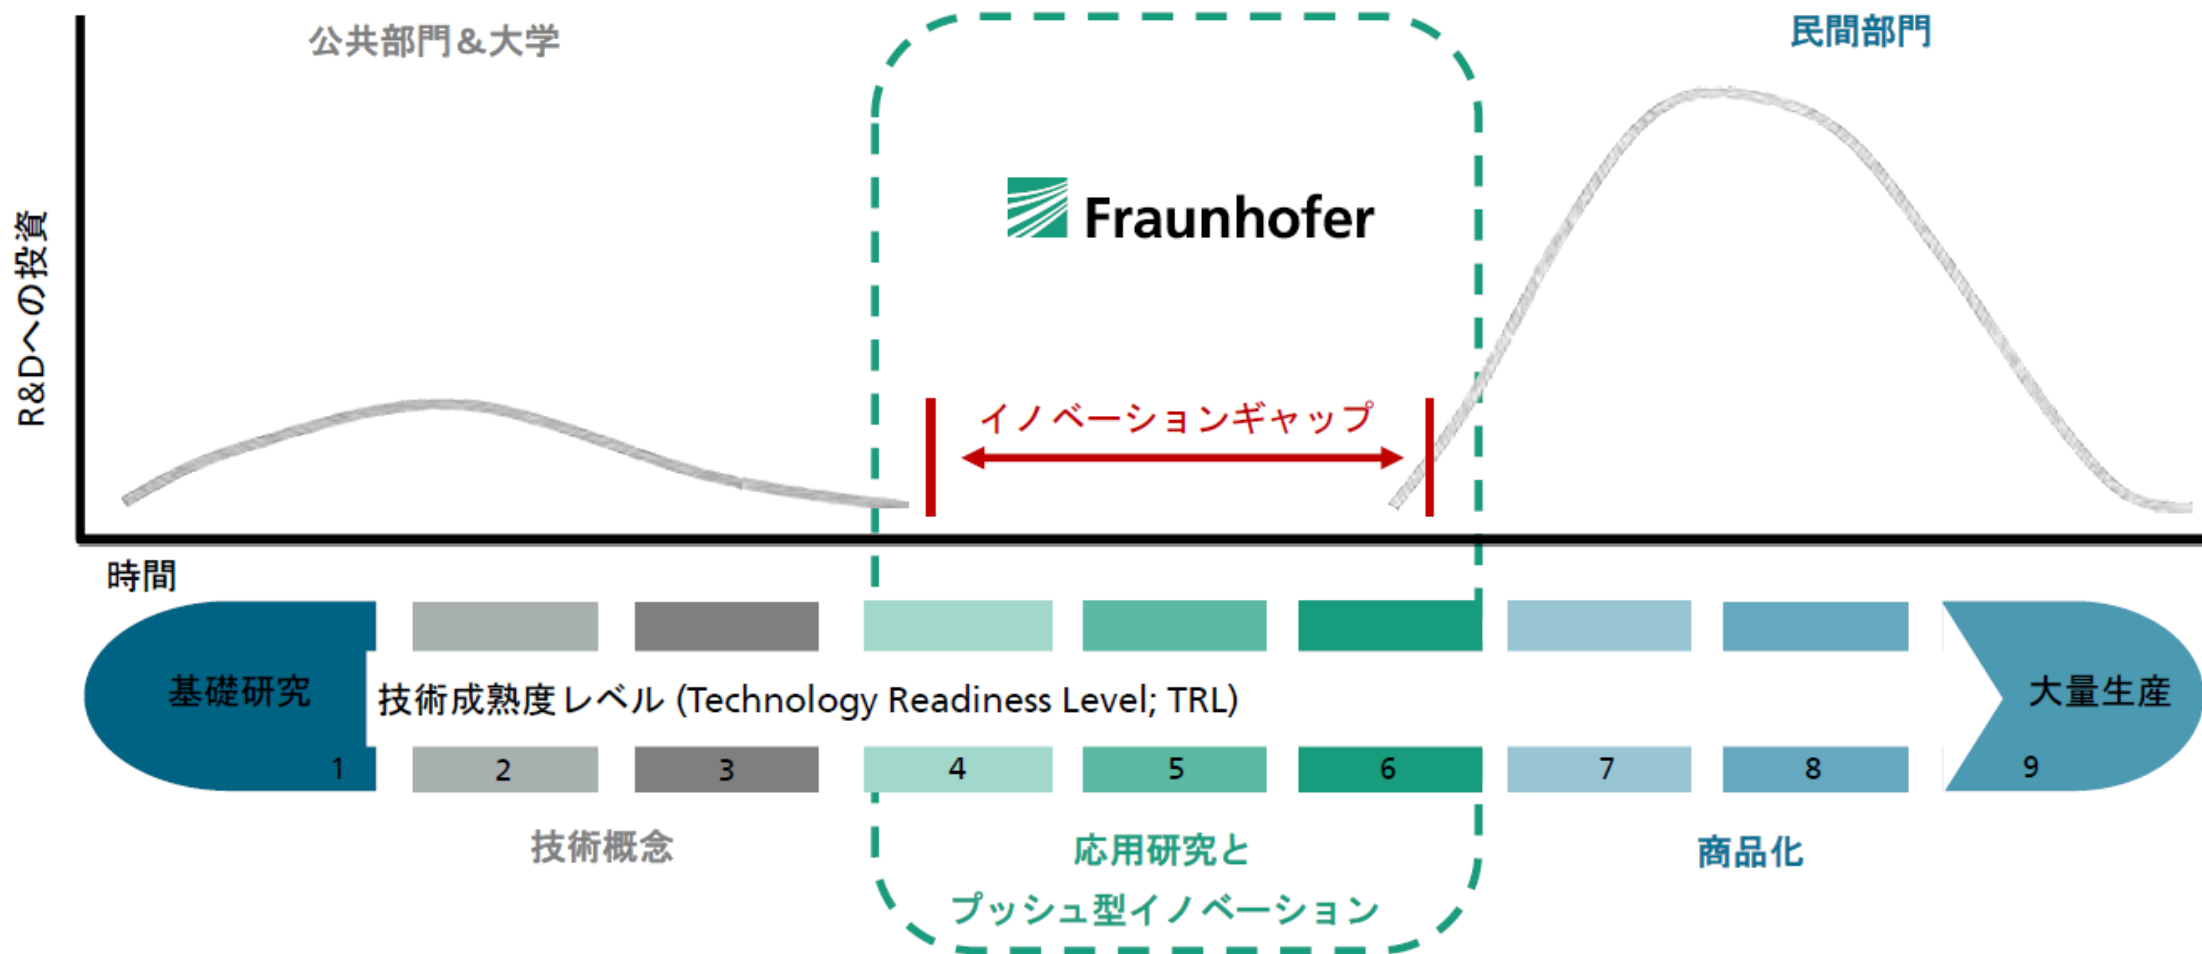 公共部門＆大学
民間部門
Fraunhofer
R&Dへの投資
イノベーションギャップ
時間
基礎研究
技術成熟度レベル (Technology Readiness Level; TRL)
大量生産
1 2 3 4 5 6 7 8 9
技術概念
応用研究と
プッシュ型イノベーション
商品化